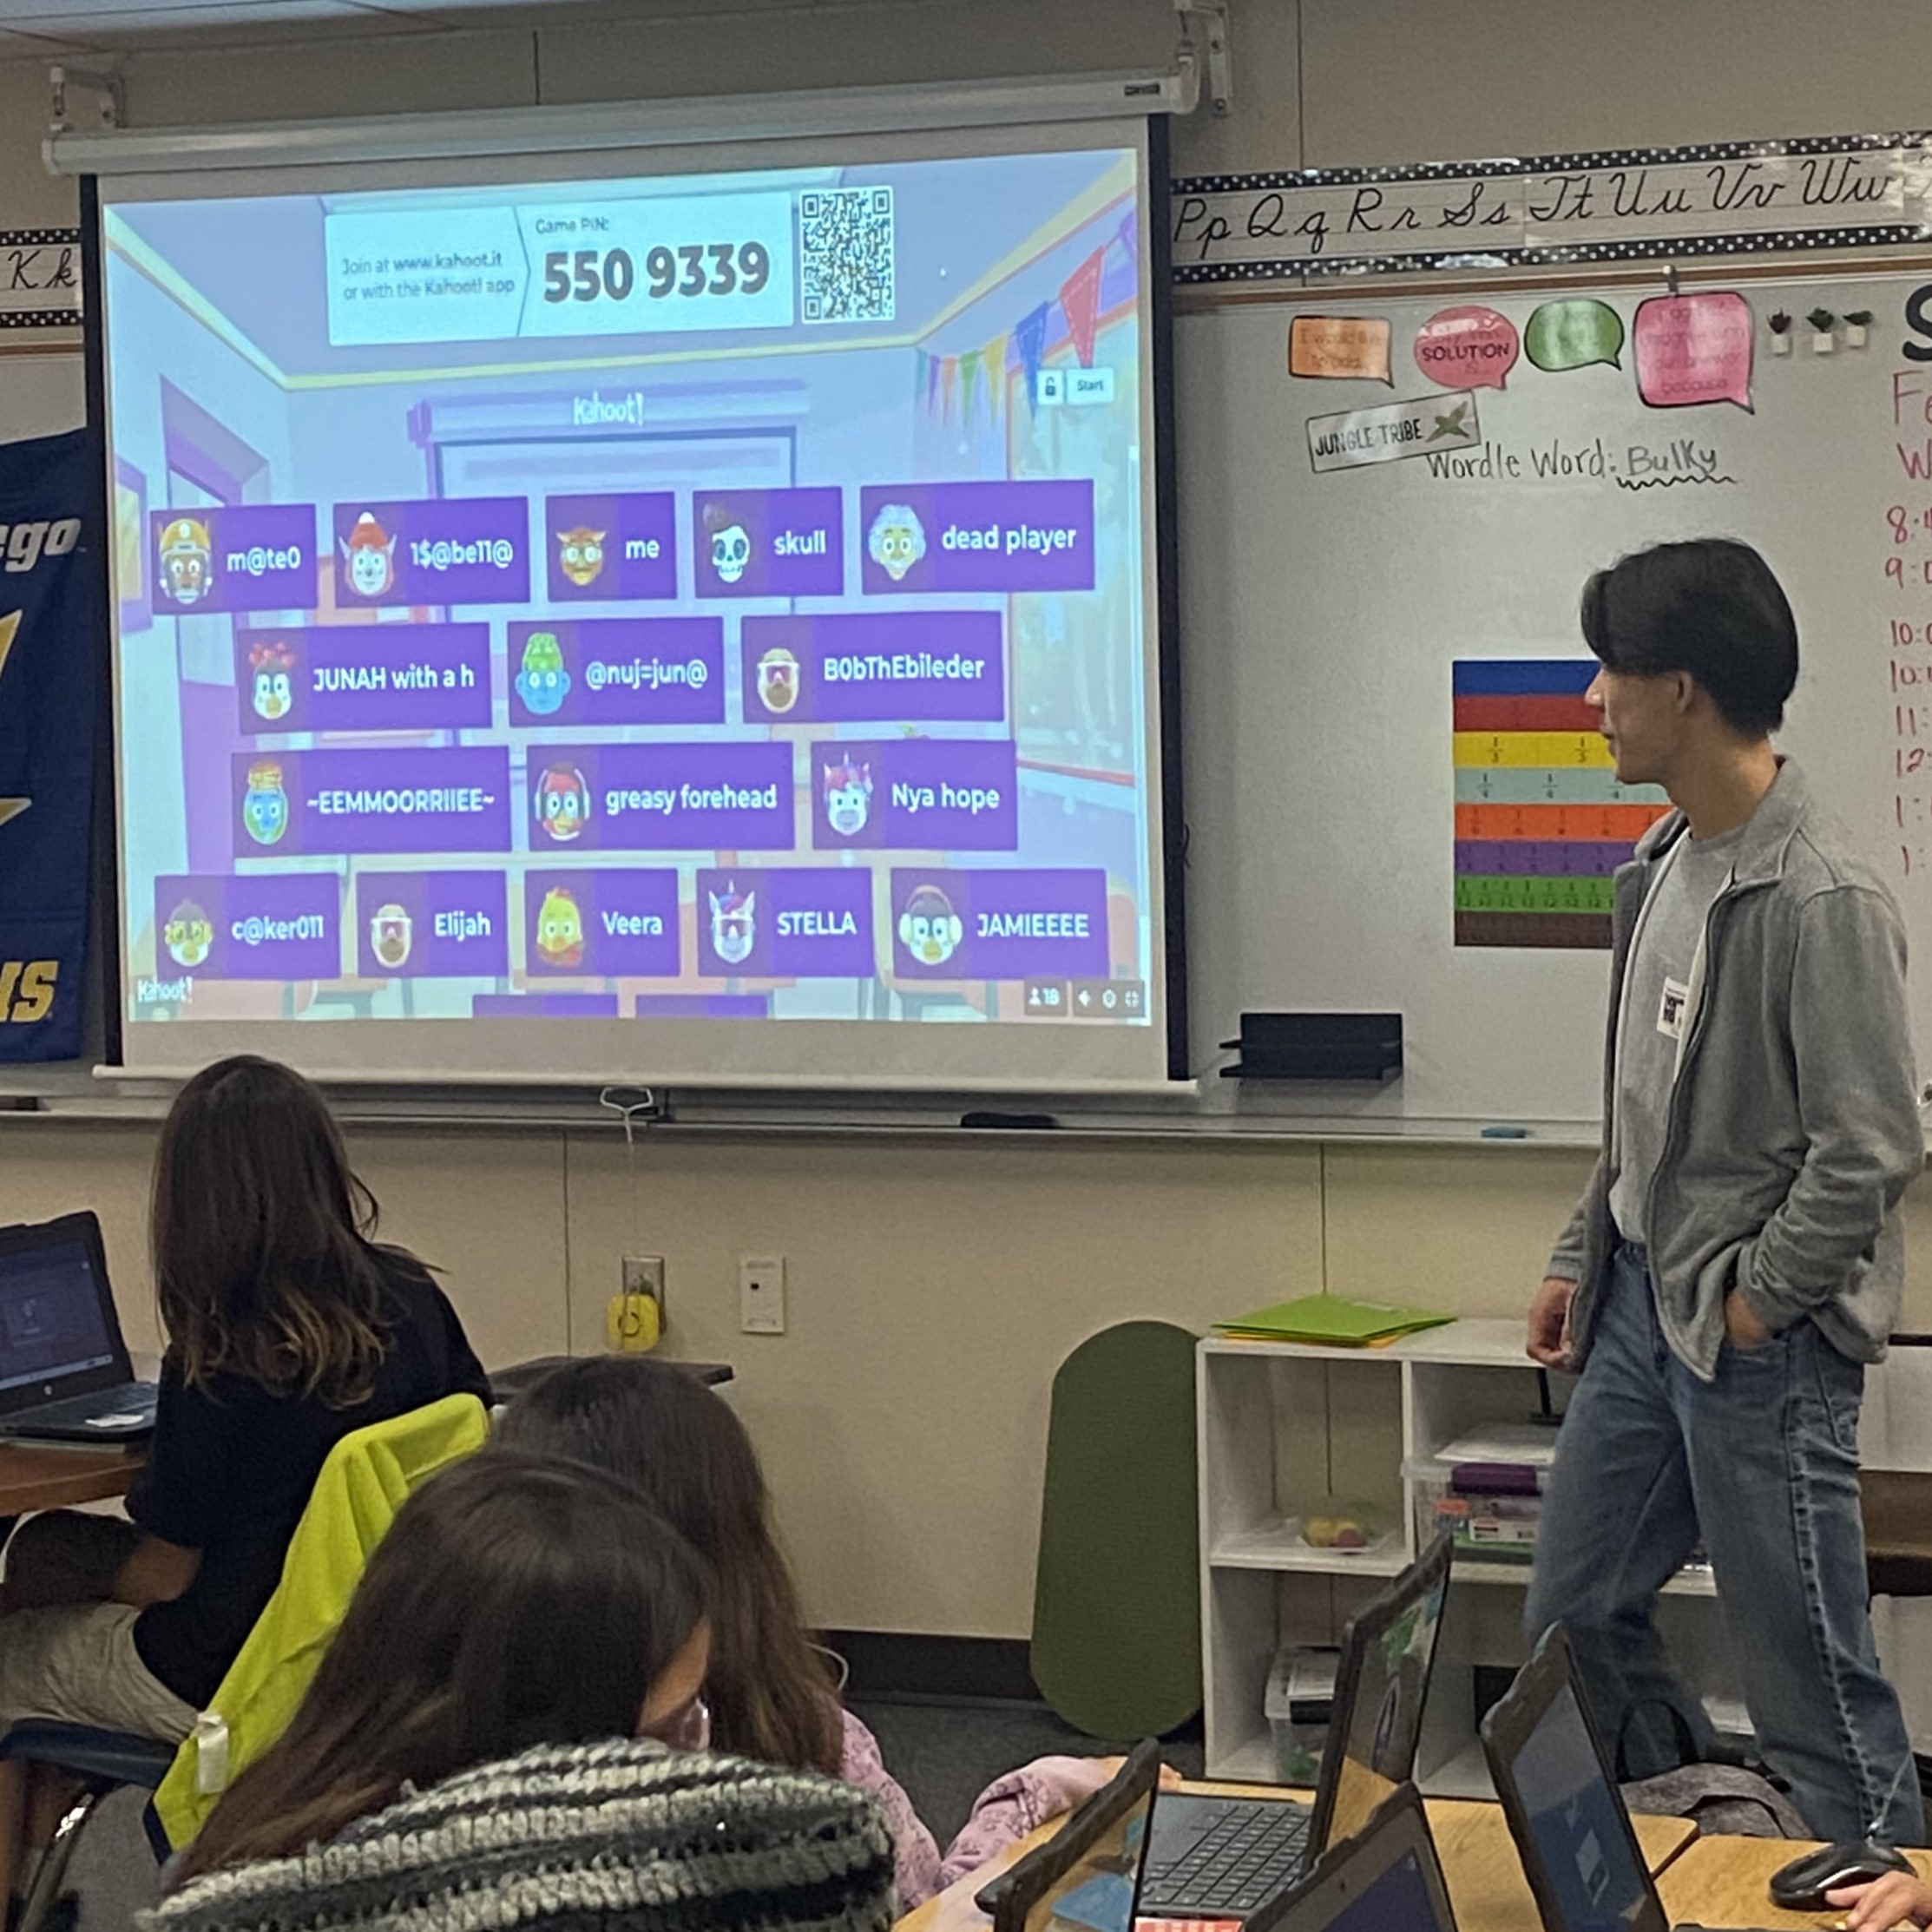 Kk
Pp Qq Rr Ss Tt Uu Vv Ww
Game PIN:
Join at www.kahoot.it
or with the Kahoot! app
550 9339
Start
Kahoot!
m@te0
1$@be11@
me
skull
dead player
JUNAH with a h
@nuj=jun@
B0bThEbileder
~EEMMOORRIIEE~
greasy forehead
Nya hope
c@ker011
Elijah
Veera
STELLA
JAMIEEEE
Kahoot!
18
SOLUTION
because
JUNGLE TRIBE
Wordle Word: Bulky